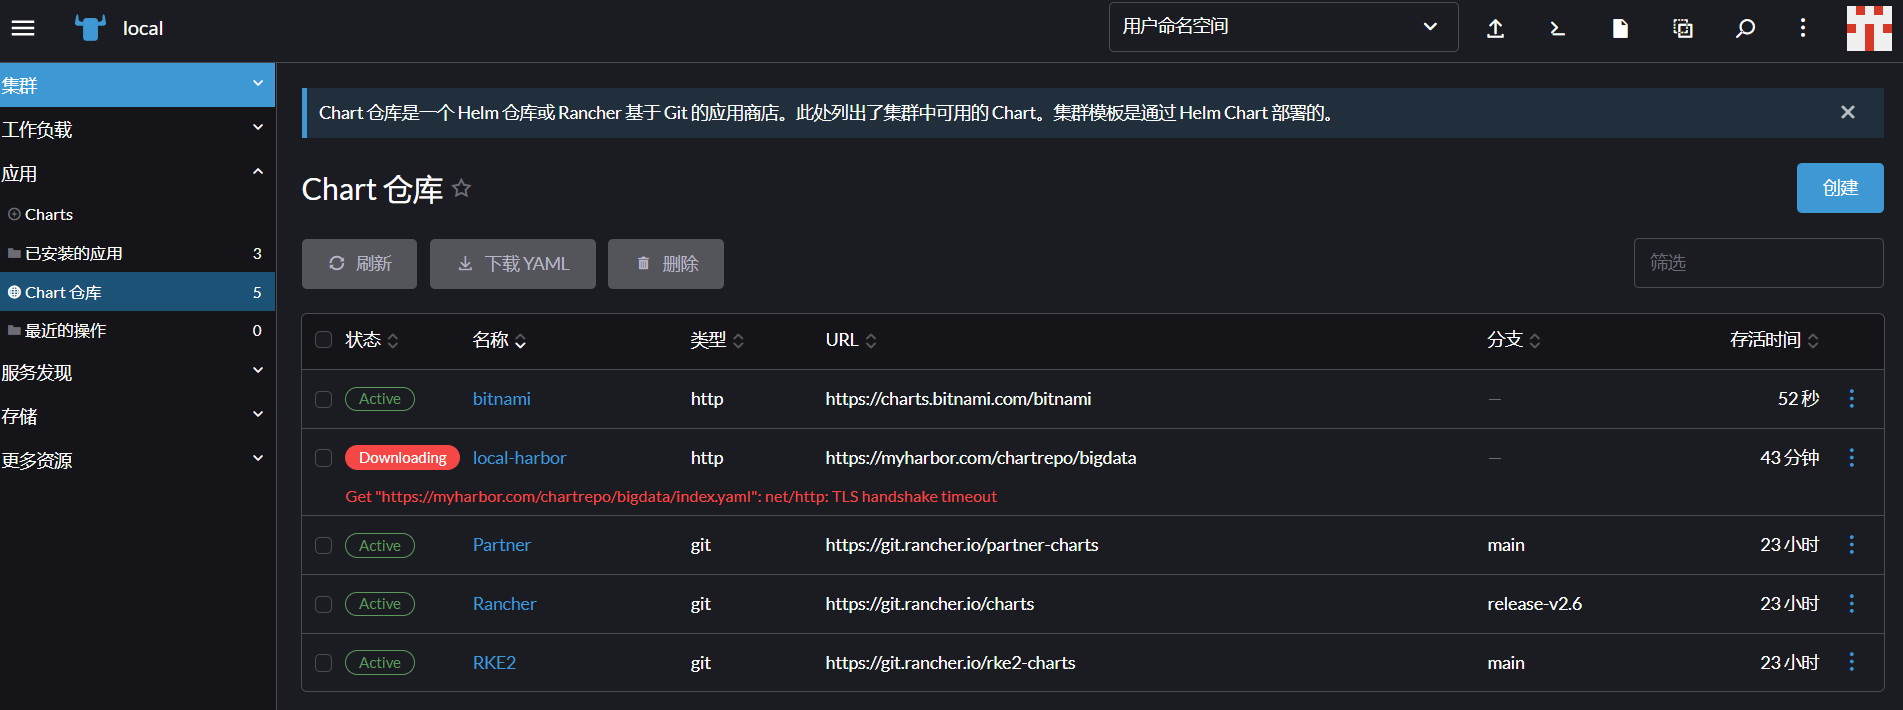 local
用户命名空间
集群
工作负载
应用
Charts
已安装的应用 3
Chart 仓库 5
最近的操作 0
服务发现
存储
更多资源
Chart 仓库是一个 Helm 仓库或 Rancher 基于 Git 的应用商店。此处列出了集群中可用的 Chart。集群模板是通过 Helm Chart 部署的。
Chart 仓库
创建
刷新 下载 YAML 删除
筛选
状态 名称 类型 URL 分支 存活时间
Active bitnami http https://charts.bitnami.com/bitnami — 52 秒
Downloading local-harbor http https://myharbor.com/chartrepo/bigdata — 43 分钟
Get "https://myharbor.com/chartrepo/bigdata/index.yaml": net/http: TLS handshake timeout
Active Partner git https://git.rancher.io/partner-charts main 23 小时
Active Rancher git https://git.rancher.io/charts release-v2.6 23 小时
Active RKE2 git https://git.rancher.io/rke2-charts main 23 小时